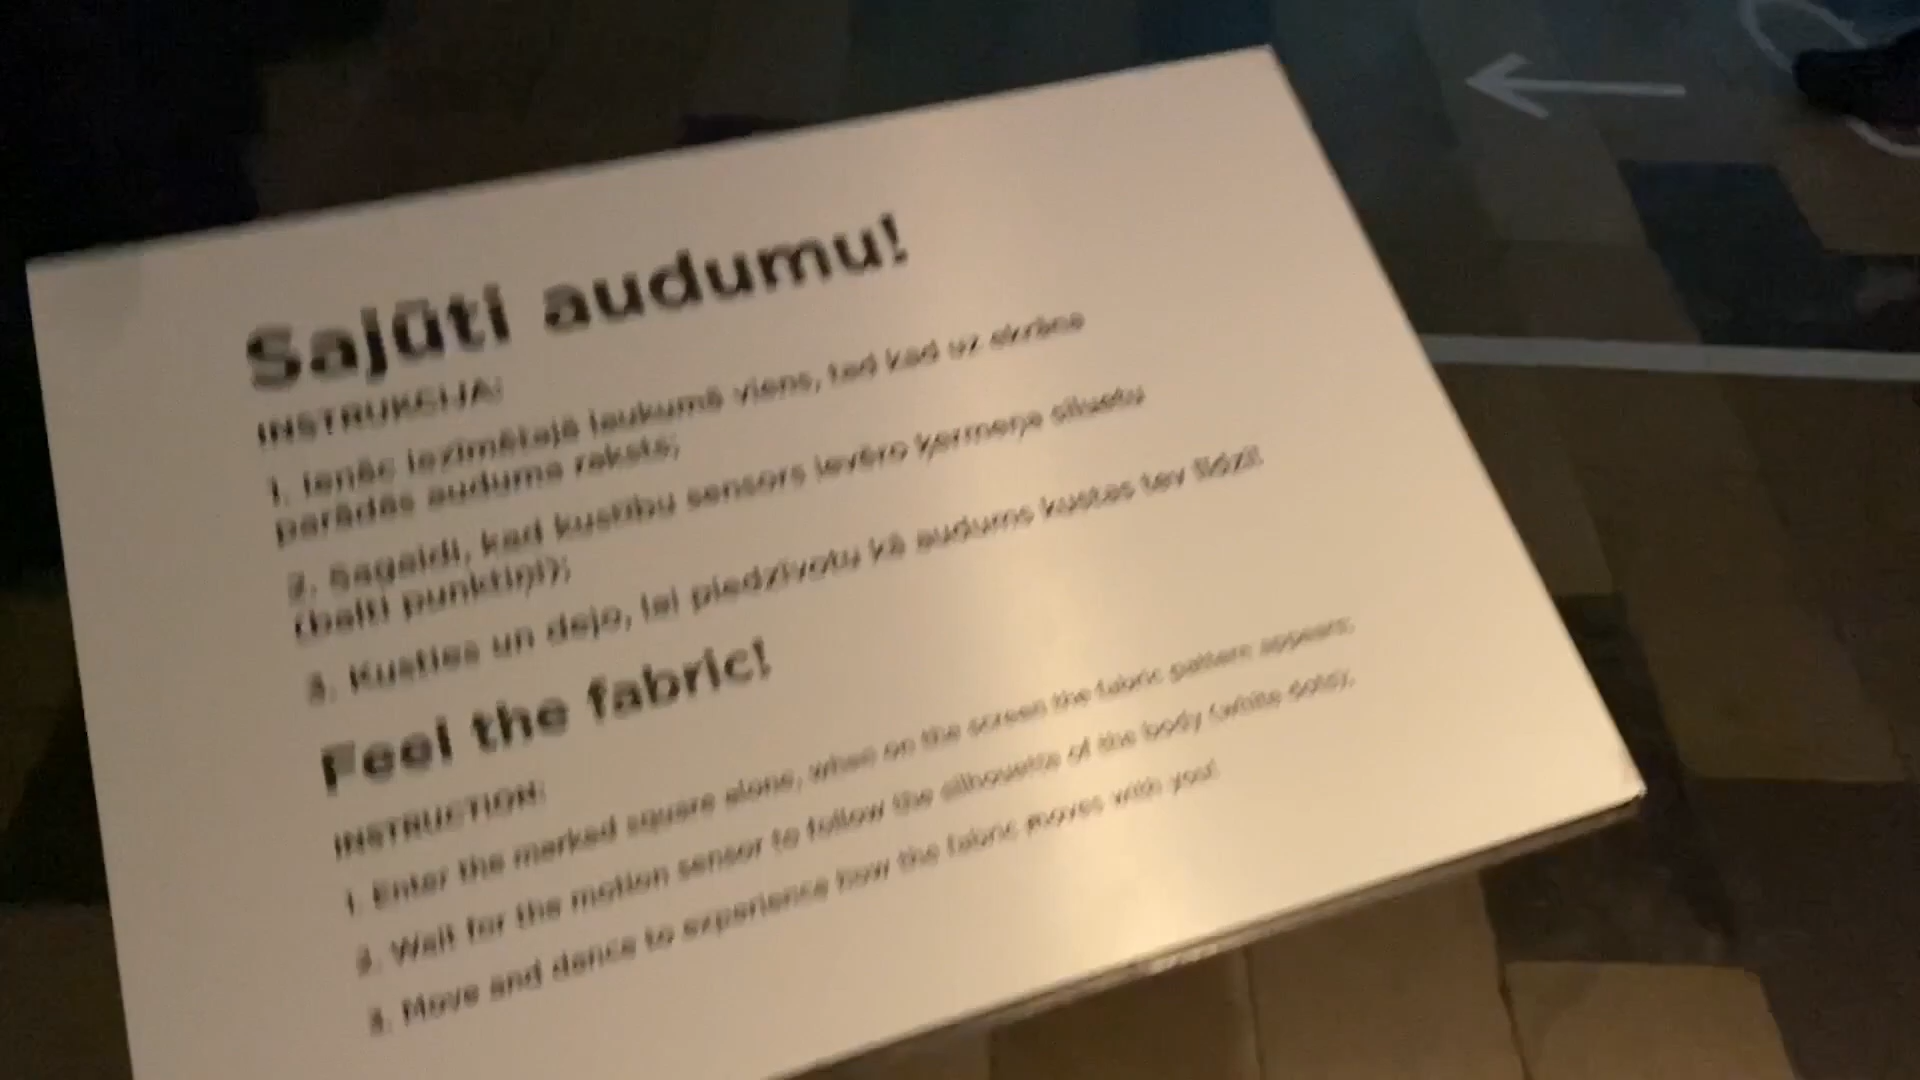 Sajūti audumu!
INSTRUKCIJA:
1. Ienāc iezīmētajā laukumā viens, tad kad uz ekrāna
parādās auduma raksts;
2. Sagaidi, kad kustību sensors ievēro ķermeņa siluetu
(balti punktiņi);
3. Kusties un dejo, lai piedzīvotu kā audums kustas tev līdzi!
Feel the fabric!
INSTRUCTION:
1. Enter the marked square alone, when on the screen the fabric pattern appears;
2. Wait for the motion sensor to follow the silhouette of the body (white dots);
3. Move and dance to experience how the fabric moves with you!